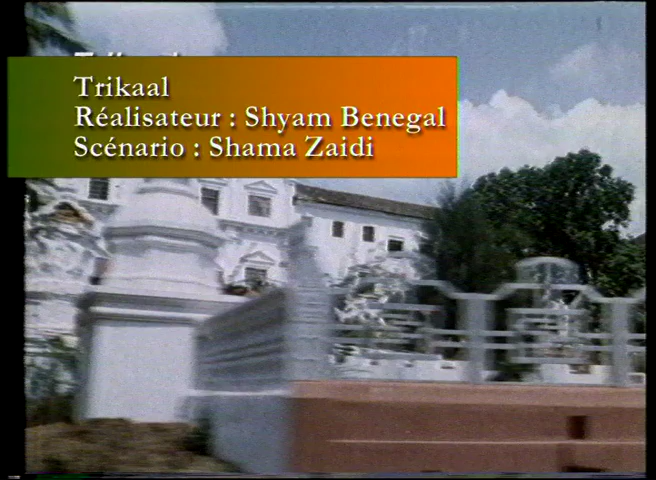 Trikaal
Réalisateur : Shyam Benegal
Scénario : Shama Zaidi